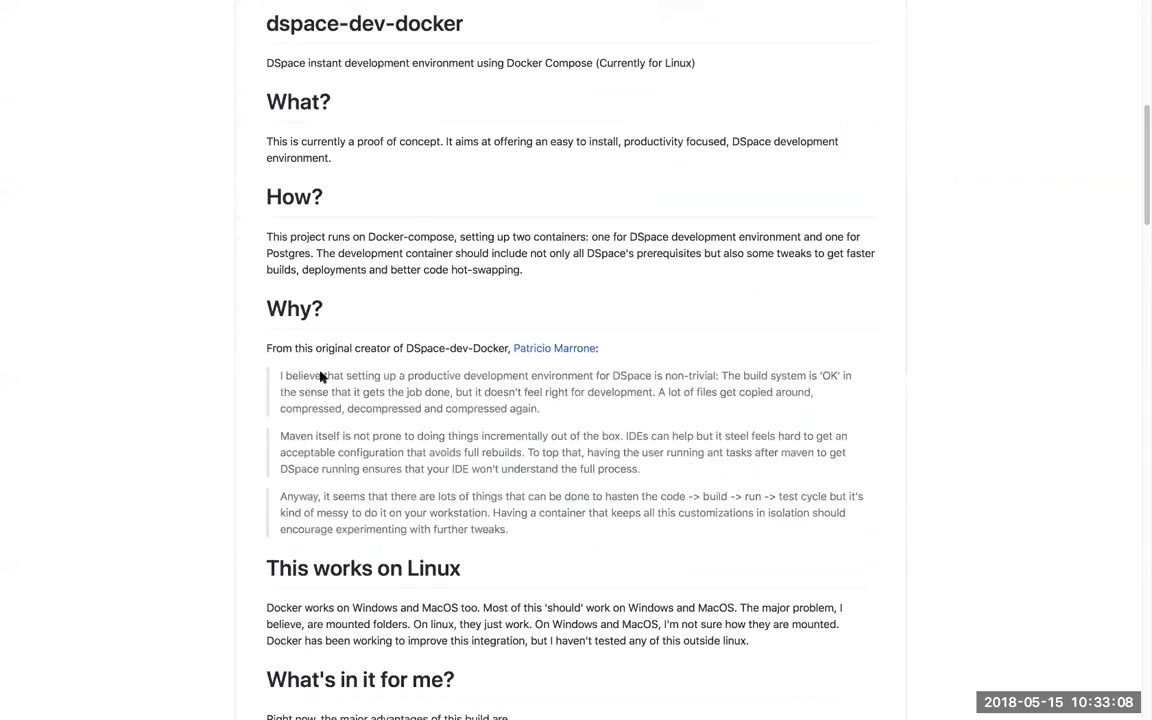 dspace-dev-docker
DSpace instant development environment using Docker Compose (Currently for Linux)
What?
This is currently a proof of concept. It aims at offering an easy to install, productivity focused, DSpace development
environment.
How?
This project runs on Docker-compose, setting up two containers: one for DSpace development environment and one for
Postgres. The development container should include not only all DSpace's prerequisites but also some tweaks to get faster
builds, deployments and better code hot-swapping.
Why?
From this original creator of DSpace-dev-Docker, Patricio Marrone:
I believe that setting up a productive development environment for DSpace is non-trivial: The build system is 'OK' in
the sense that it gets the job done, but it doesn't feel right for development. A lot of files get copied around,
compressed, decompressed and compressed again.
Maven itself is not prone to doing things incrementally out of the box. IDEs can help but it steel feels hard to get an
acceptable configuration that avoids full rebuilds. To top that, having the user running ant tasks after maven to get
DSpace running ensures that your IDE won't understand the full process.
Anyway, it seems that there are lots of things that can be done to hasten the code -> build -> run -> test cycle but it's
kind of messy to do it on your workstation. Having a container that keeps all this customizations in isolation should
encourage experimenting with further tweaks.
This works on Linux
Docker works on Windows and MacOS too. Most of this 'should' work on Windows and MacOS. The major problem, I
believe, are mounted folders. On linux, they just work. On Windows and MacOS, I'm not sure how they are mounted.
Docker has been working to improve this integration, but I haven't tested any of this outside linux.
What's in it for me?
Right now, the major advantages of this build are
2018-05-15 10:33:08